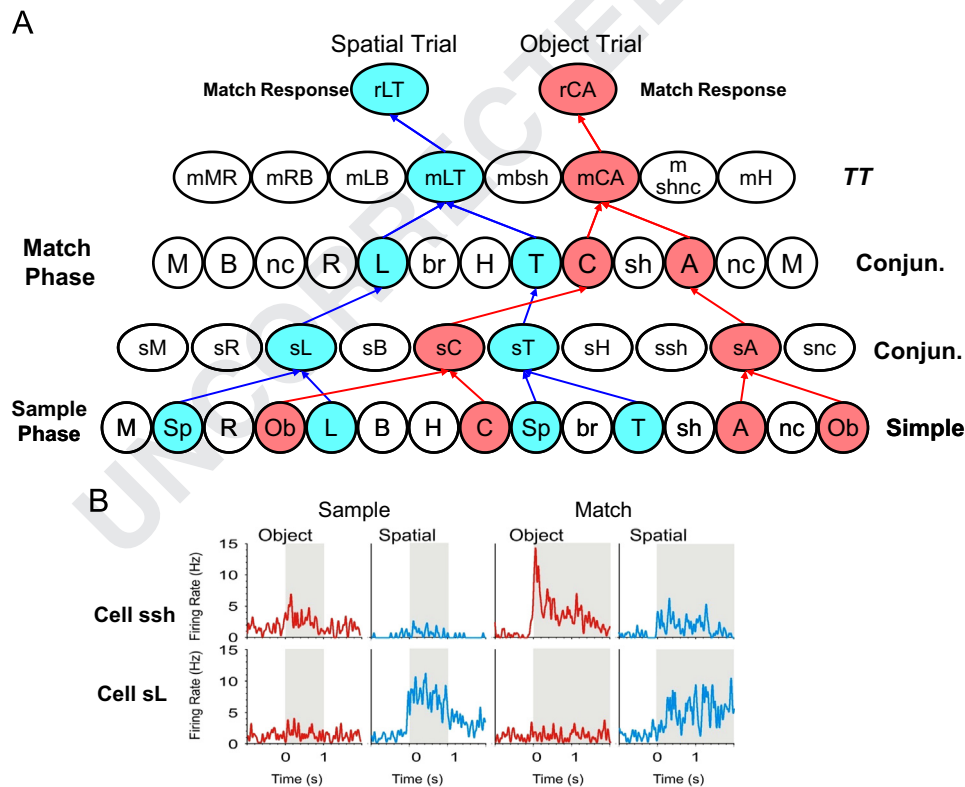 A
Spatial Trial Object Trial
Match Response rLT rCA Match Response
mMR mRB mLB mLT mbsh mCA m shnc mH TT
Match Phase M B nc R L br H T C sh A nc M Conjun.
sM sR sL sB sC sT sH ssh sA snc Conjun.
Sample Phase M Sp R Ob L B H C Sp br T sh A nc Ob Simple
UNCORRECTED
B
Sample Match
Object Spatial Object Spatial
Cell ssh Firing Rate (Hz) 15 10 5 0
Cell sL Firing Rate (Hz) 15 10 5 0
0 1 0 1 0 1 0 1
Time (s) Time (s) Time (s) Time (s)